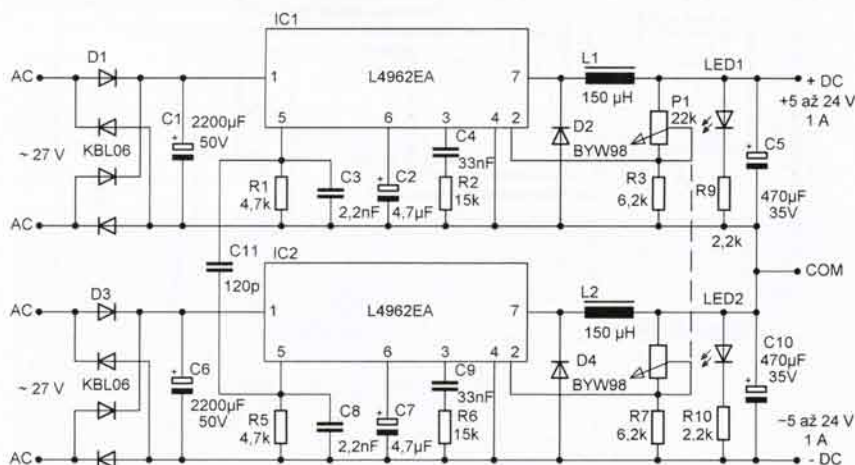 IC1
D1
AC
L4962EA
1
7
L1
150 µH
LED1
+ DC
+5 až 24 V
1 A
C1
2200µF
50V
5
6
3
4
2
C4
33nF
D2
BYW98
P1
22k
C5
KBL06
~ 27 V
R1
4,7k
C3
2,2nF
C2
4,7µF
R2
15k
R3
6,2k
R9
2,2k
470µF
35V
AC
C11
120p
IC2
COM
AC
D3
L4962EA
1
7
L2
150 µH
LED2
5
6
3
4
2
C9
33nF
D4
BYW98
C10
470µF
35V
KBL06
~ 27 V
C6
2200µF
50V
R5
4,7k
C8
2,2nF
C7
4,7µF
R6
15k
R7
6,2k
R10
2,2k
−5 až 24 V
1 A
AC
- DC